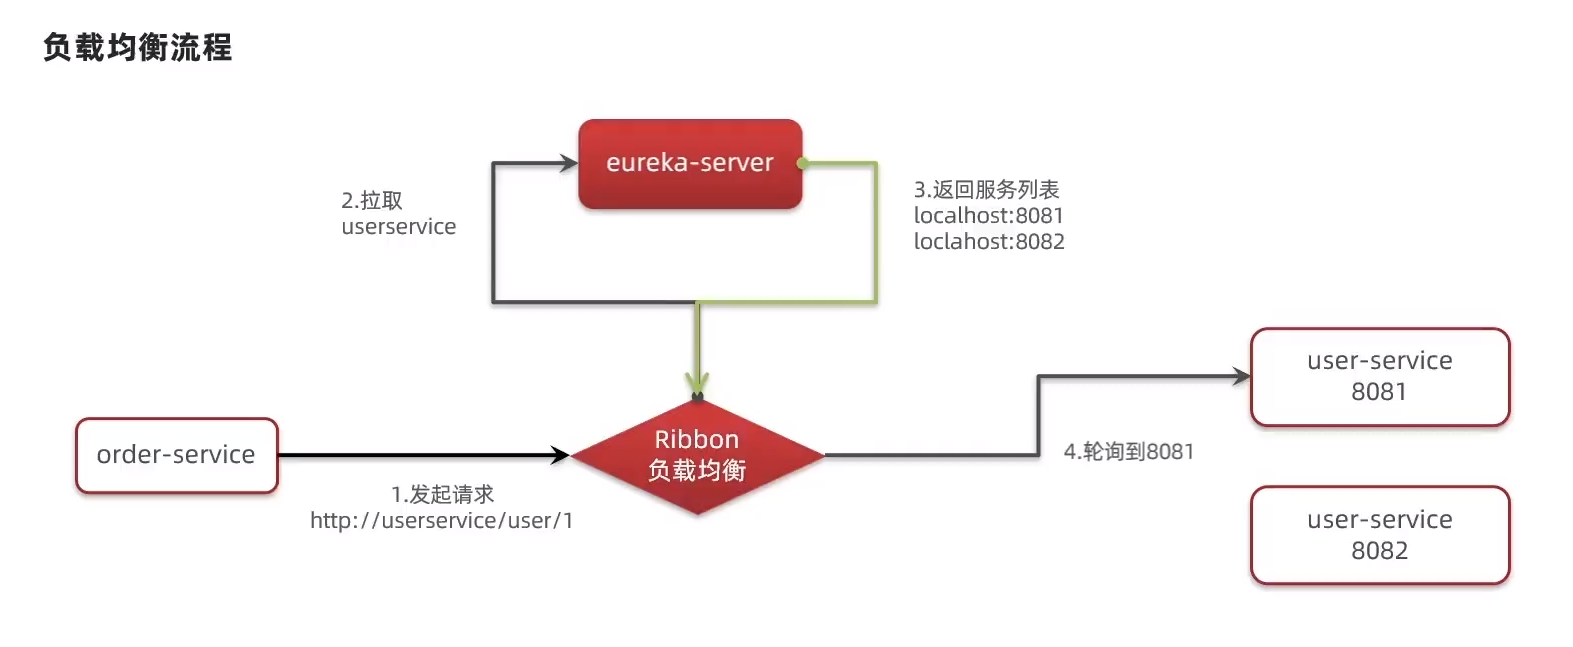 负载均衡流程
eureka-server
2.拉取
userservice
3.返回服务列表
localhost:8081
loclahost:8082
order-service
1.发起请求
http://userservice/user/1
Ribbon
负载均衡
4.轮询到8081
user-service
8081
user-service
8082